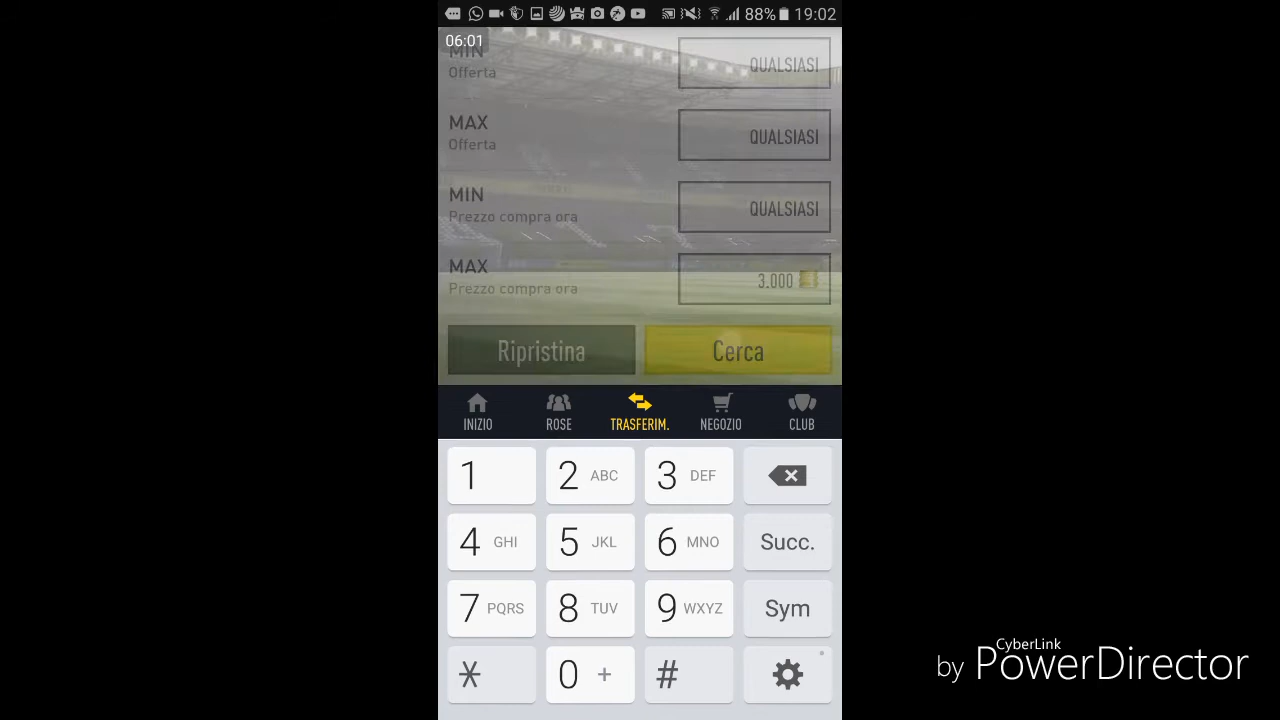 88% 19:02
06:01
MIN
Offerta
QUALSIASI
MAX
Offerta
QUALSIASI
MIN
Prezzo compra ora
QUALSIASI
MAX
Prezzo compra ora
3.000
Ripristina
Cerca
INIZIO
ROSE
TRASFERIM.
NEGOZIO
CLUB
1
2 ABC
3 DEF
4 GHI
5 JKL
6 MNO
Succ.
7 PQRS
8 TUV
9 WXYZ
Sym
*
0 +
#
CyberLink
by PowerDirector